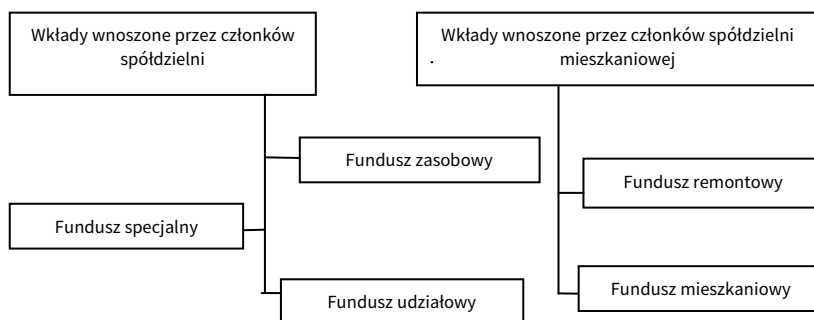 Wkłady wnoszone przez członków
spółdzielni
Wkłady wnoszone przez członków spółdzielni
. mieszkaniowej
Fundusz zasobowy
Fundusz remontowy
Fundusz specjalny
Fundusz udziałowy
Fundusz mieszkaniowy